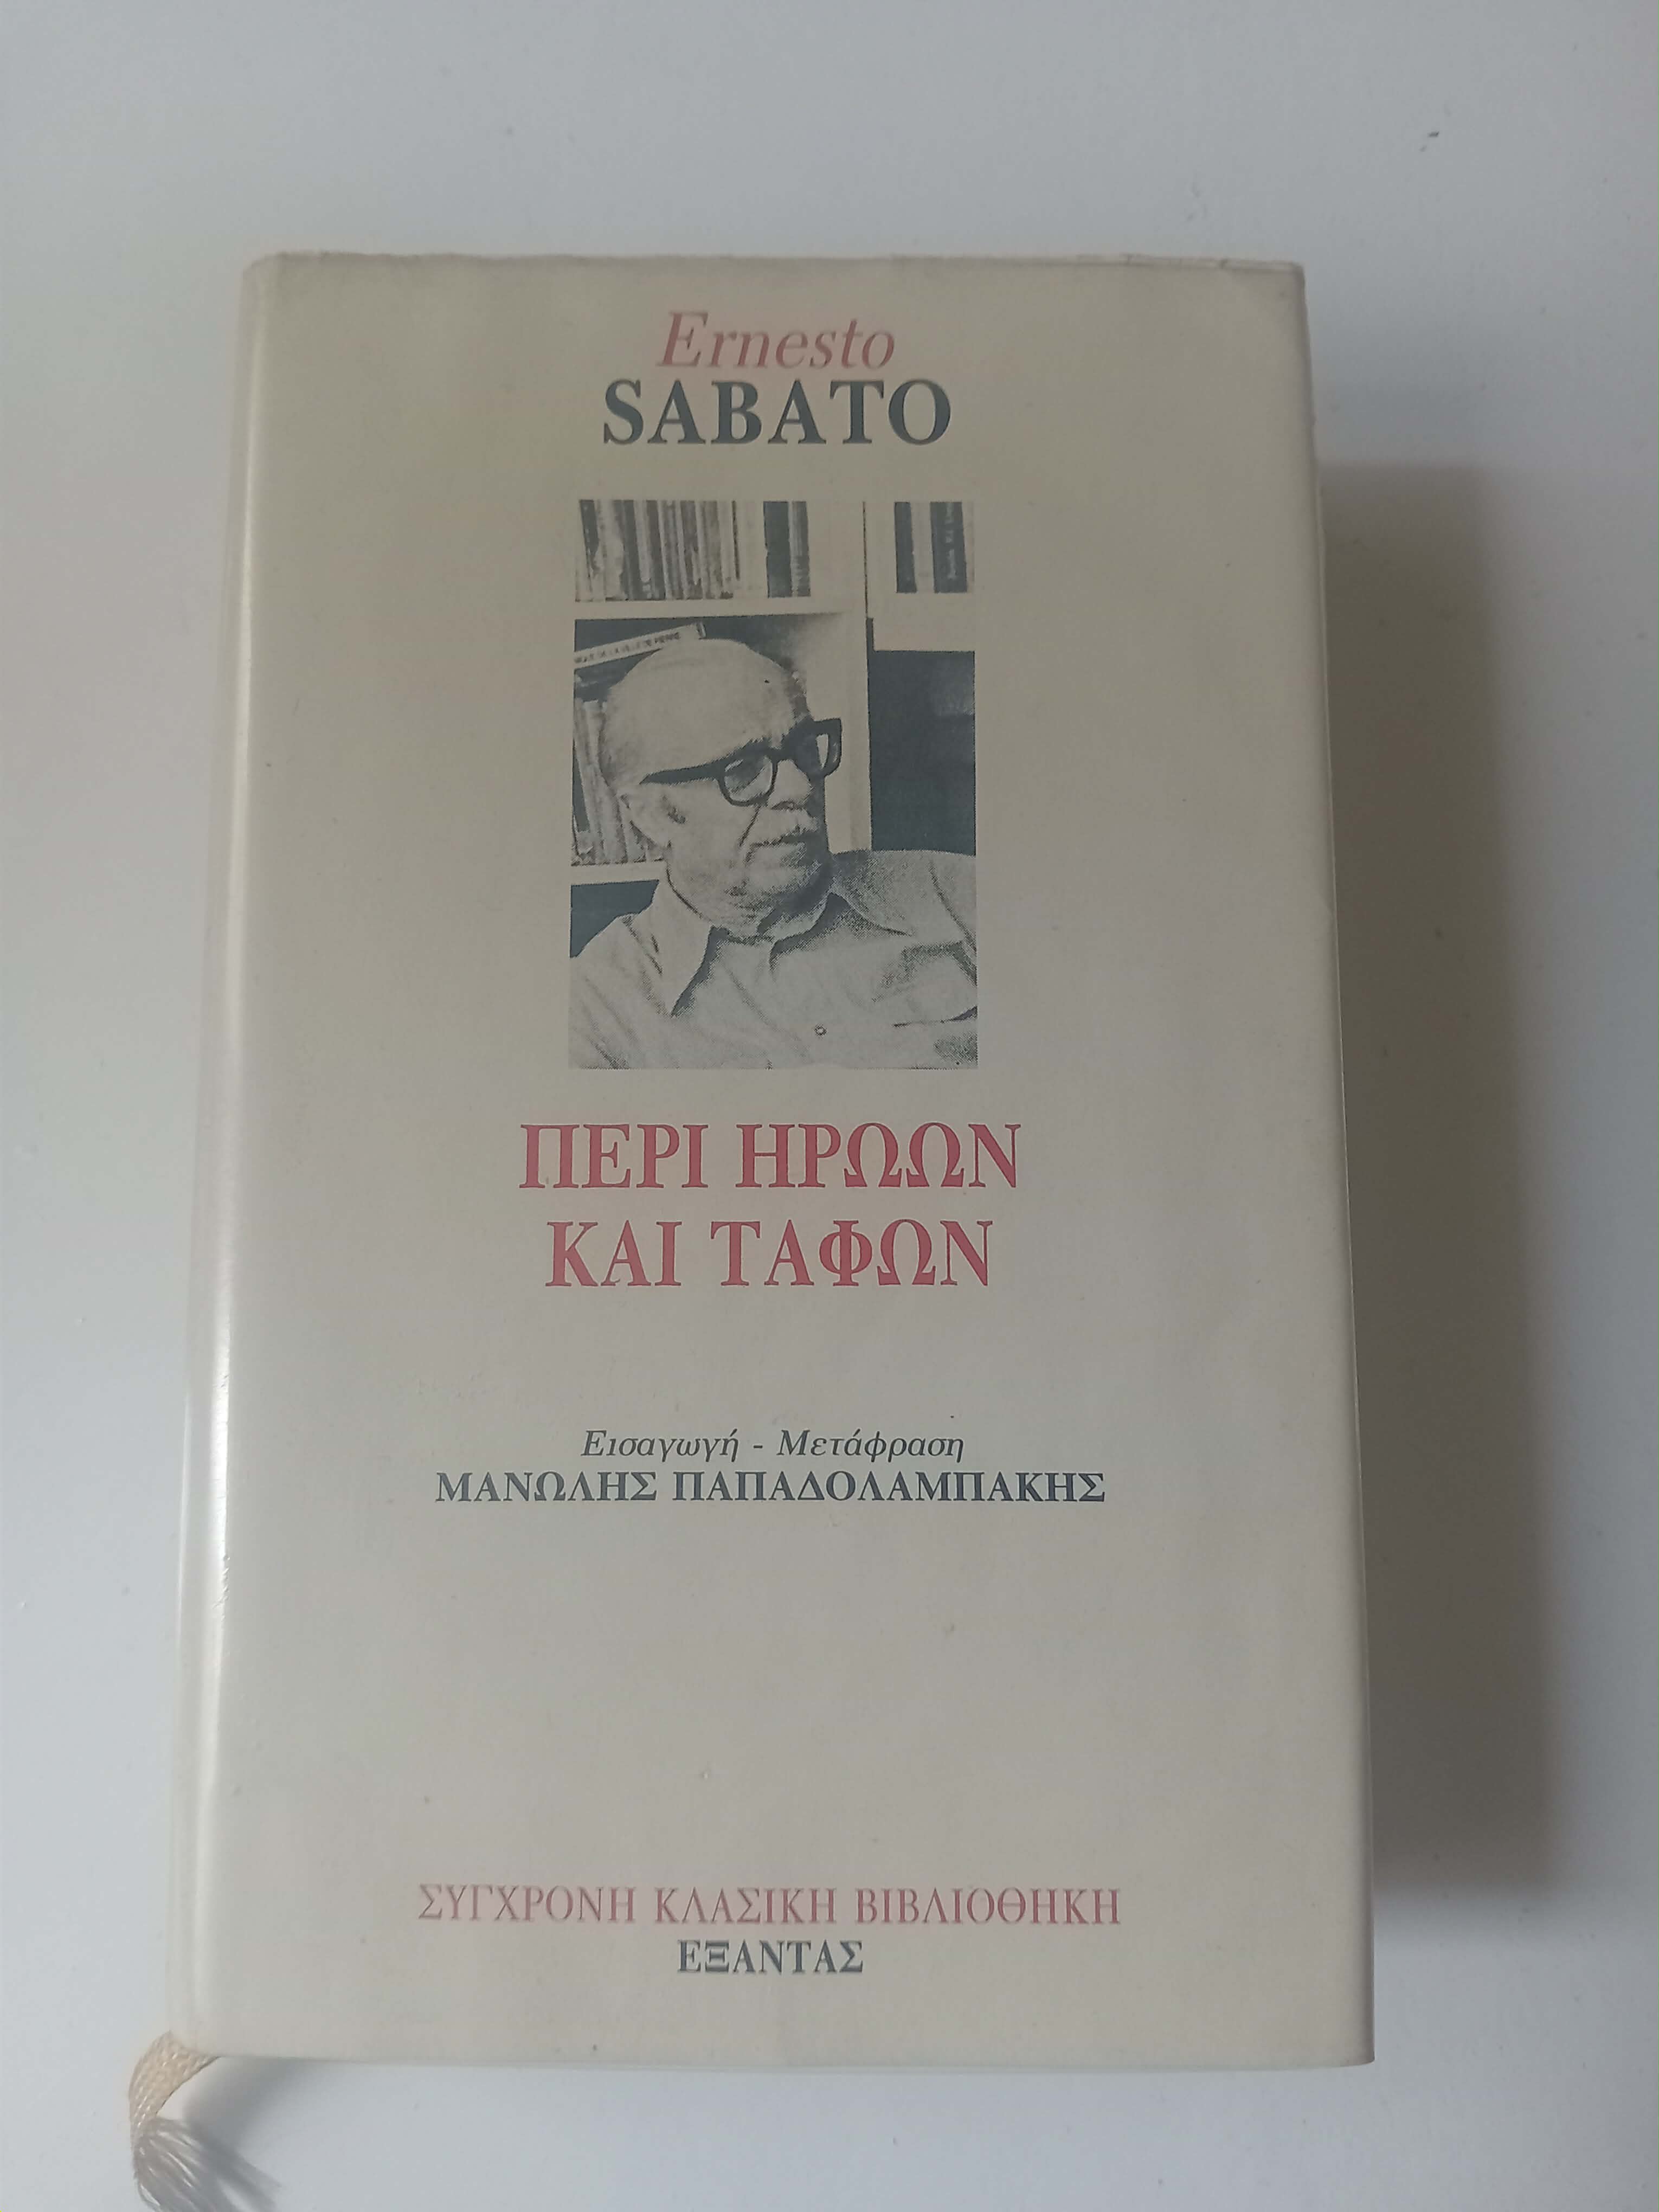 Ernesto
SABATO
ΠΕΡΙ ΗΡΩΩΝ
ΚΑΙ ΤΑΦΩΝ
Εισαγωγή - Μετάφραση
ΜΑΝΩΛΗΣ ΠΑΠΑΔΟΛΑΜΠΑΚΗΣ
ΣΥΓΧΡΟΝΗ ΚΛΑΣΙΚΗ ΒΙΒΛΙΟΘΗΚΗ
ΕΞΑΝΤΑΣ